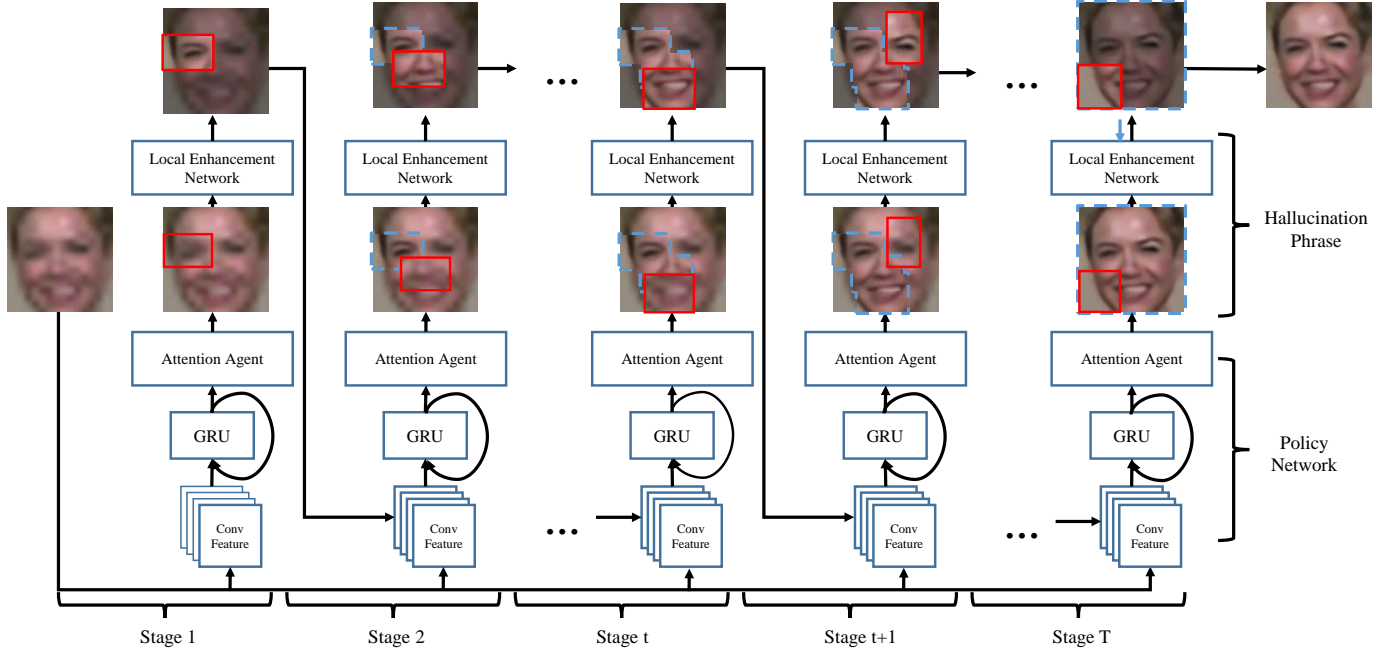 Local Enhancement
Network
Local Enhancement
Network
Local Enhancement
Network
Local Enhancement
Network
Local Enhancement
Network
...
...
Hallucination
Phrase
Attention Agent
Attention Agent
Attention Agent
Attention Agent
Attention Agent
GRU
GRU
GRU
GRU
GRU
Policy
Network
Conv
Feature
Conv
Feature
...
Conv
Feature
Conv
Feature
...
Conv
Feature
Stage 1
Stage 2
Stage t
Stage t+1
Stage T